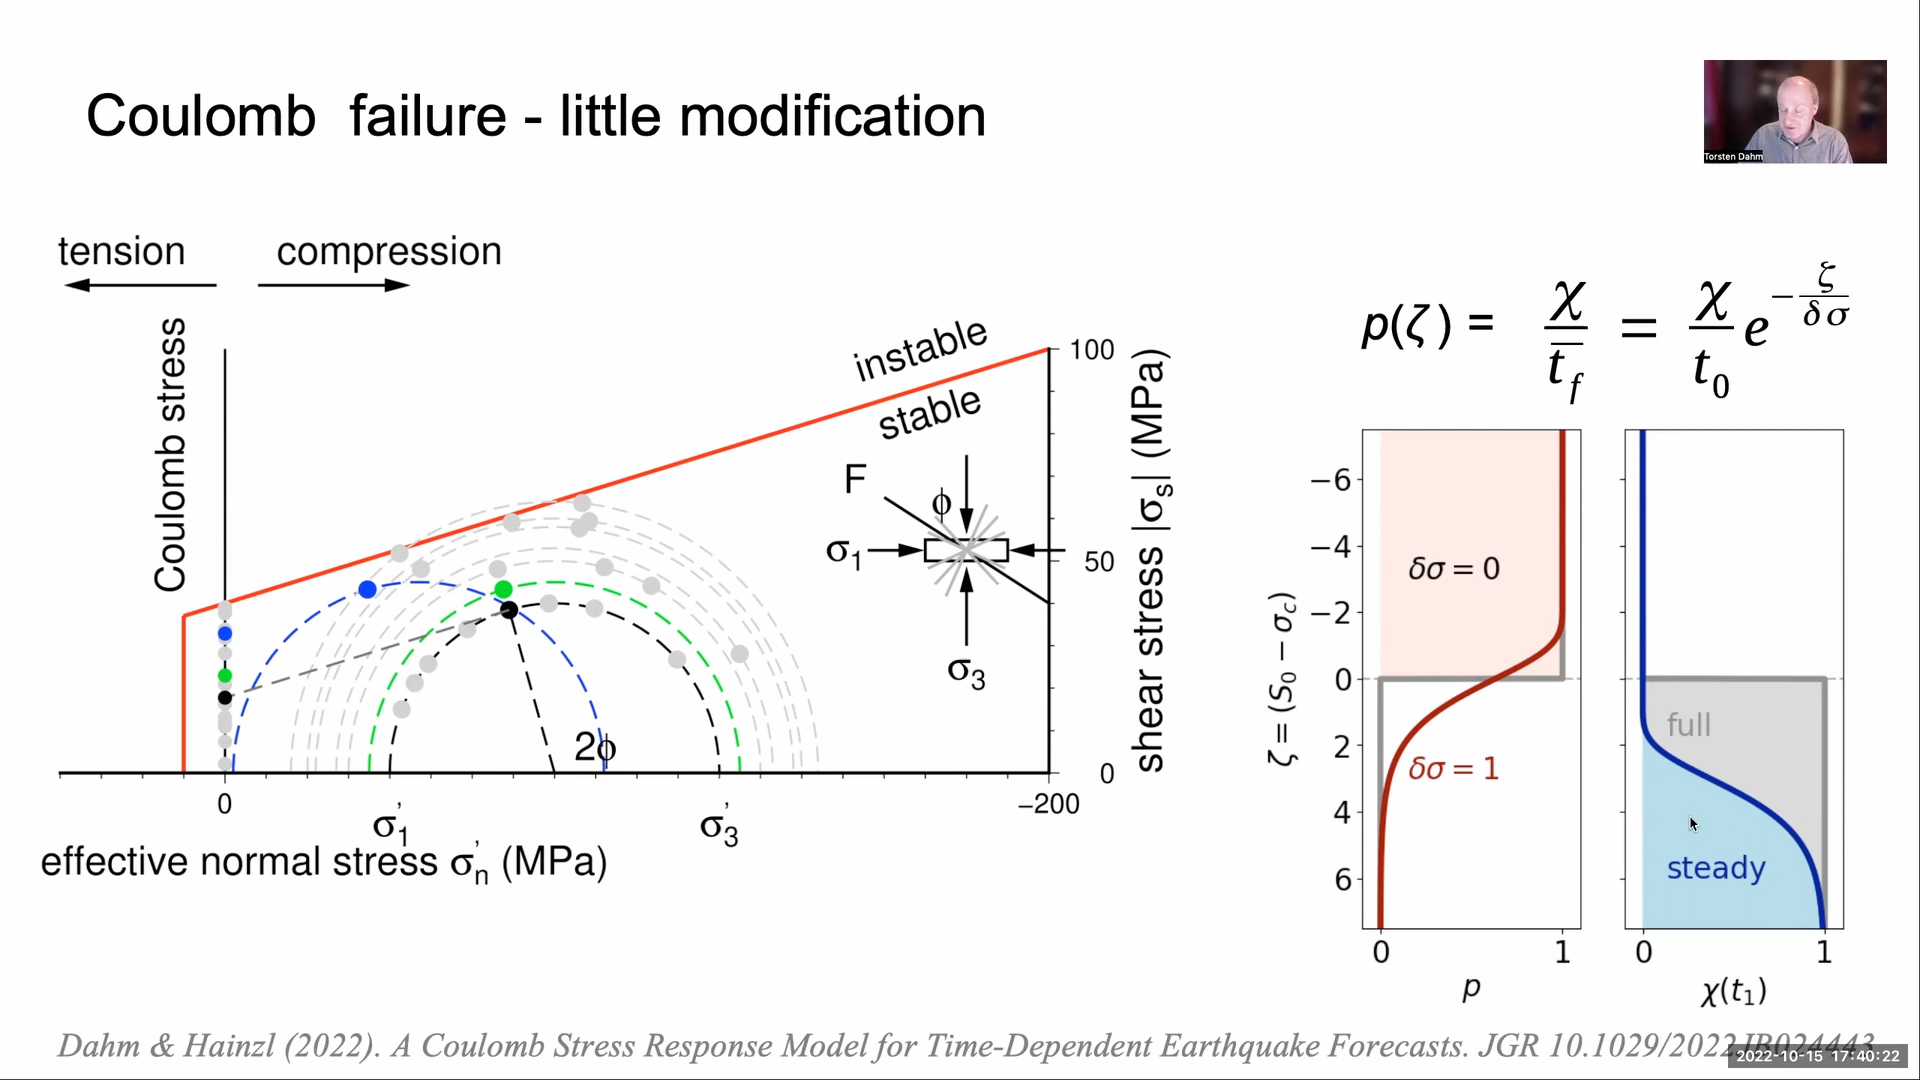 Coulomb  failure - little modification
Torsten Dahm
tension
compression
Coulomb stress
instable
stable
F
ϕ
σ1
σ3
2ϕ
100
50
0
shear stress |σs| (MPa)
0
−200
σ1'
σ3'
effective normal stress σn' (MPa)
p(ζ) = χ / t̄f = χ / t0 e^−ζ/δσ
−6
−4
−2
0
2
4
6
ζ = (S0 − σc)
δσ = 0
δσ = 1
0
1
p
full
steady
0
1
χ(t1)
Dahm & Hainzl (2022). A Coulomb Stress Response Model for Time-Dependent Earthquake Forecasts. JGR 10.1029/2022JB024443
2022-10-15 17:40:22